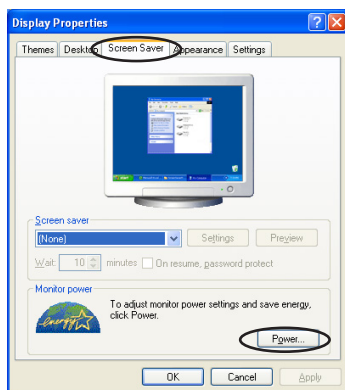 Display Properties
Themes Desktop Screen Saver Appearance Settings
Screen saver
(None) Settings Preview
Wait: 10 minutes On resume, password protect
Monitor power
To adjust monitor power settings and save energy,
click Power.
energy
Power...
OK Cancel Apply